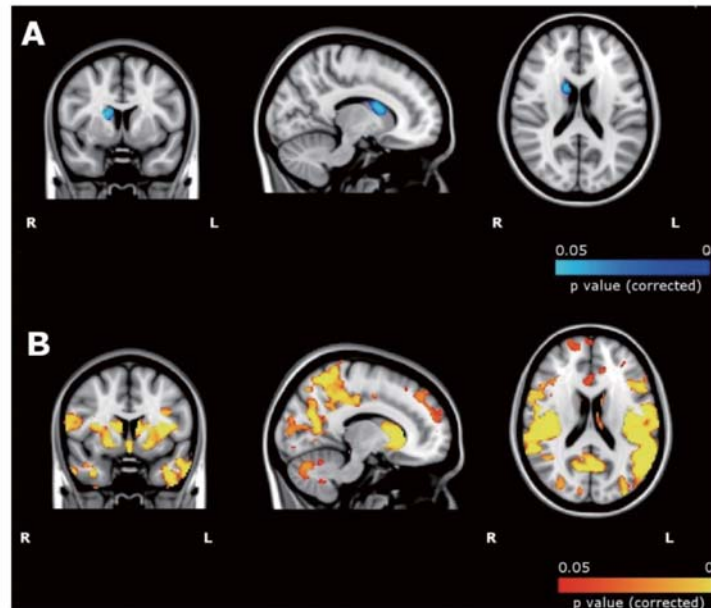 A
R L R L
0.05 0
p value (corrected)
B
R L R L
0.05 0
p value (corrected)